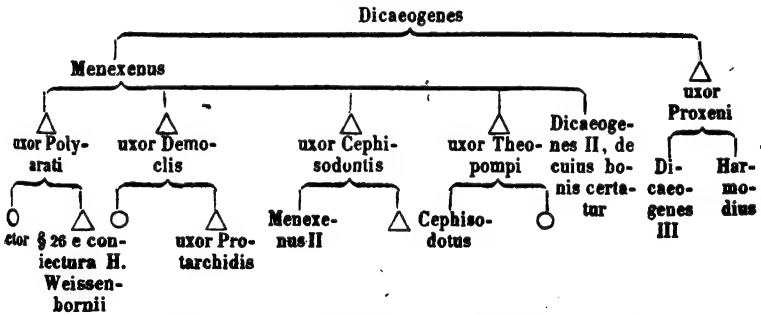 Dicaeogenes
Menexenus
uxor
Proxeni
uxor Poly-
arati
uxor Demo-
clis
uxor Cephi-
sodontis
uxor Theo-
pompi
Dicaeoge-
nes II, de
cuius bo-
nis certa-
tur
Di-
caeo-
genes
III
Har-
mo-
dius
ctor § 26 e con-
iectura H.
Weissen-
bornii
uxor Pro-
tarchidis
Menexe-
nus II
Cephiso-
dotus